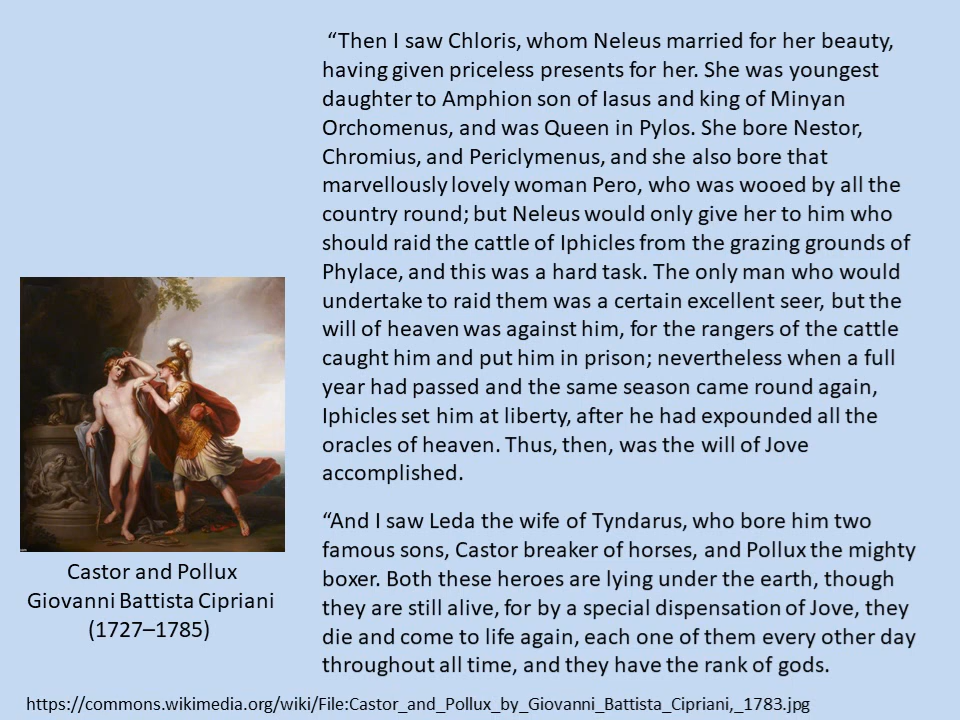 “Then I saw Chloris, whom Neleus married for her beauty,
having given priceless presents for her. She was youngest
daughter to Amphion son of Iasus and king of Minyan
Orchomenus, and was Queen in Pylos. She bore Nestor,
Chromius, and Periclymenus, and she also bore that
marvellously lovely woman Pero, who was wooed by all the
country round; but Neleus would only give her to him who
should raid the cattle of Iphicles from the grazing grounds of
Phylace, and this was a hard task. The only man who would
undertake to raid them was a certain excellent seer, but the
will of heaven was against him, for the rangers of the cattle
caught him and put him in prison; nevertheless when a full
year had passed and the same season came round again,
Iphicles set him at liberty, after he had expounded all the
oracles of heaven. Thus, then, was the will of Jove
accomplished.
“And I saw Leda the wife of Tyndarus, who bore him two
famous sons, Castor breaker of horses, and Pollux the mighty
boxer. Both these heroes are lying under the earth, though
they are still alive, for by a special dispensation of Jove, they
die and come to life again, each one of them every other day
throughout all time, and they have the rank of gods.
Castor and Pollux
Giovanni Battista Cipriani
(1727–1785)
https://commons.wikimedia.org/wiki/File:Castor_and_Pollux_by_Giovanni_Battista_Cipriani,_1783.jpg